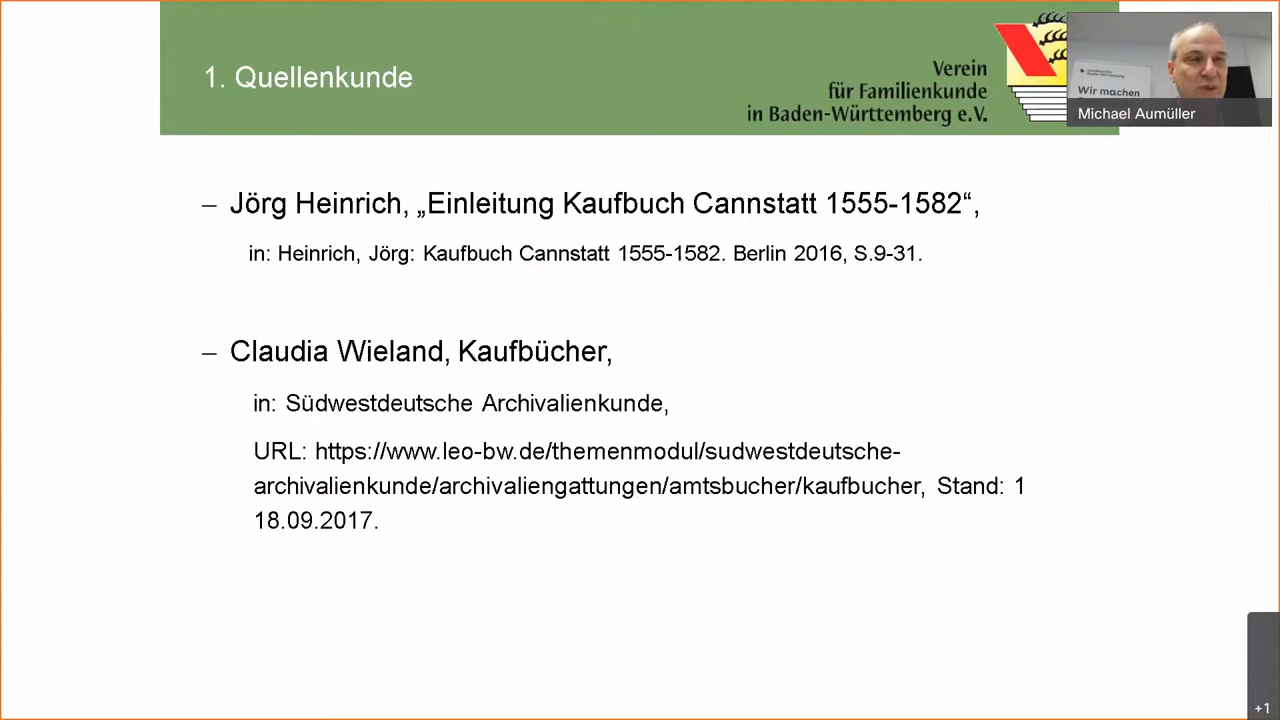 1. Quellenkunde
Verein
für Familienkunde
in Baden-Württemberg e.V.
Wir machen
Michael Aumüller
– Jörg Heinrich, „Einleitung Kaufbuch Cannstatt 1555-1582“,
in: Heinrich, Jörg: Kaufbuch Cannstatt 1555-1582. Berlin 2016, S.9-31.
– Claudia Wieland, Kaufbücher,
in: Südwestdeutsche Archivalienkunde,
URL: https://www.leo-bw.de/themenmodul/sudwestdeutsche-
archivalienkunde/archivaliengattungen/amtsbucher/kaufbucher, Stand: 1
18.09.2017.
+1